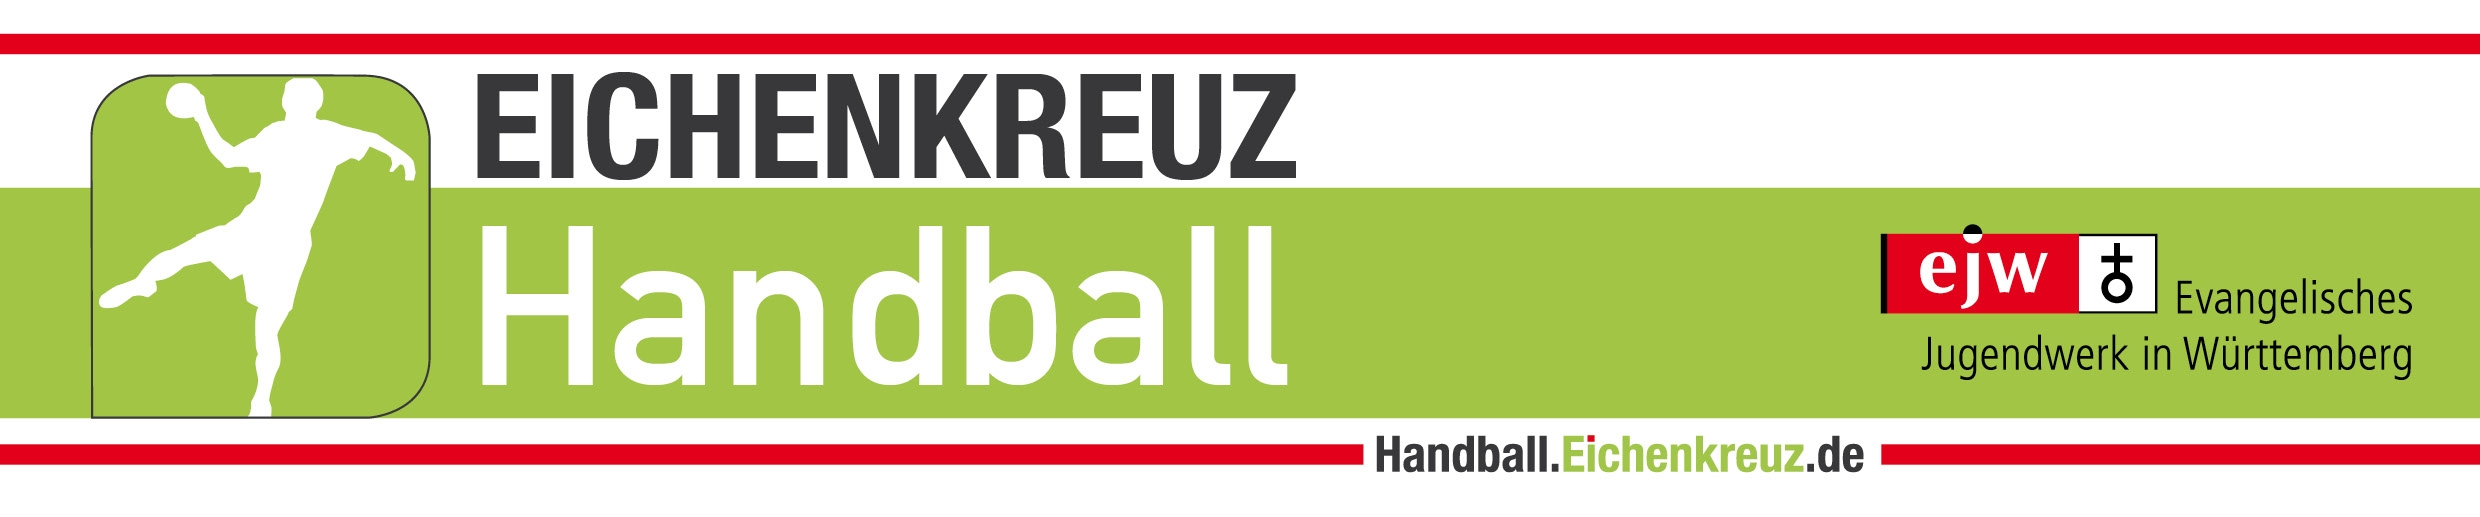 EICHENKREUZ
Handball
ejw
Evangelisches
Jugendwerk in Württemberg
Handball.Eichenkreuz.de